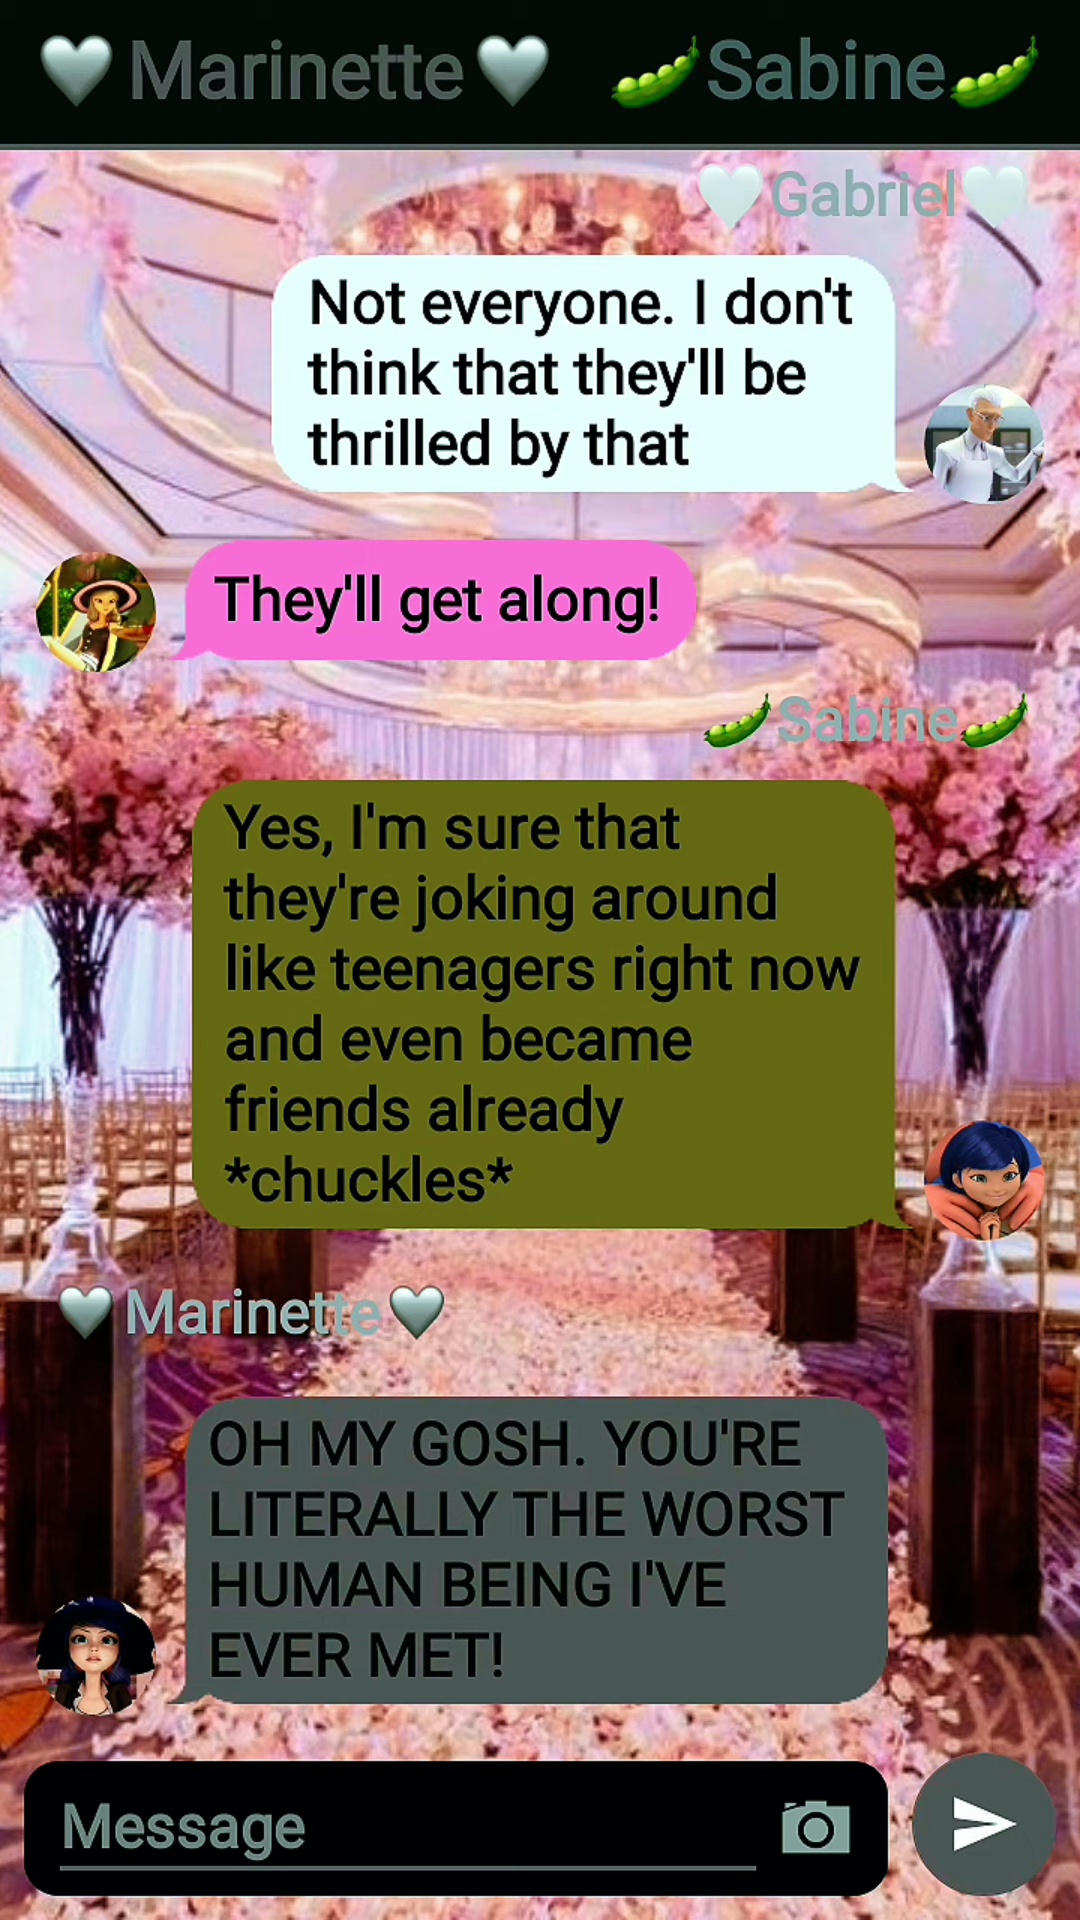 🤍Marinette🤍 🫛Sabine🫛
🤍Gabriel🤍
Not everyone. I don't
think that they'll be
thrilled by that
They'll get along!
🫛Sabine🫛
Yes, I'm sure that
they're joking around
like teenagers right now
and even became
friends already
*chuckles*
🤍Marinette🤍
OH MY GOSH. YOU'RE
LITERALLY THE WORST
HUMAN BEING I'VE
EVER MET!
Message